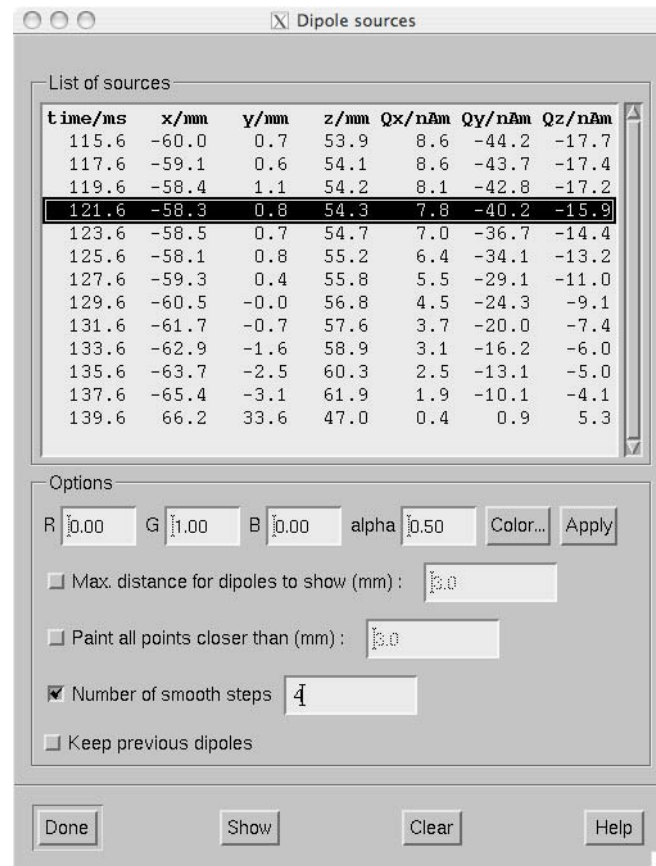 X Dipole sources
List of sources
time/ms x/mm y/mm z/mm Qx/nAm Qy/nAm Qz/nAm
115.6 -60.0 0.7 53.9 8.6 -44.2 -17.7
117.6 -59.1 0.6 54.1 8.6 -43.7 -17.4
119.6 -58.4 1.1 54.2 8.1 -42.8 -17.2
121.6 -58.3 0.8 54.3 7.8 -40.2 -15.9
123.6 -58.5 0.7 54.7 7.0 -36.7 -14.4
125.6 -58.1 0.8 55.2 6.4 -34.1 -13.2
127.6 -59.3 0.4 55.8 5.5 -29.1 -11.0
129.6 -60.5 -0.0 56.8 4.5 -24.3 -9.1
131.6 -61.7 -0.7 57.6 3.7 -20.0 -7.4
133.6 -62.9 -1.6 58.9 3.1 -16.2 -6.0
135.6 -63.7 -2.5 60.3 2.5 -13.1 -5.0
137.6 -65.4 -3.1 61.9 1.9 -10.1 -4.1
139.6 66.2 33.6 47.0 0.4 0.9 5.3
Options
R 0.00 G 1.00 B 0.00 alpha 0.50 Color... Apply
Max. distance for dipoles to show (mm) : 3.0
Paint all points closer than (mm) : 3.0
Number of smooth steps 4
Keep previous dipoles
Done Show Clear Help